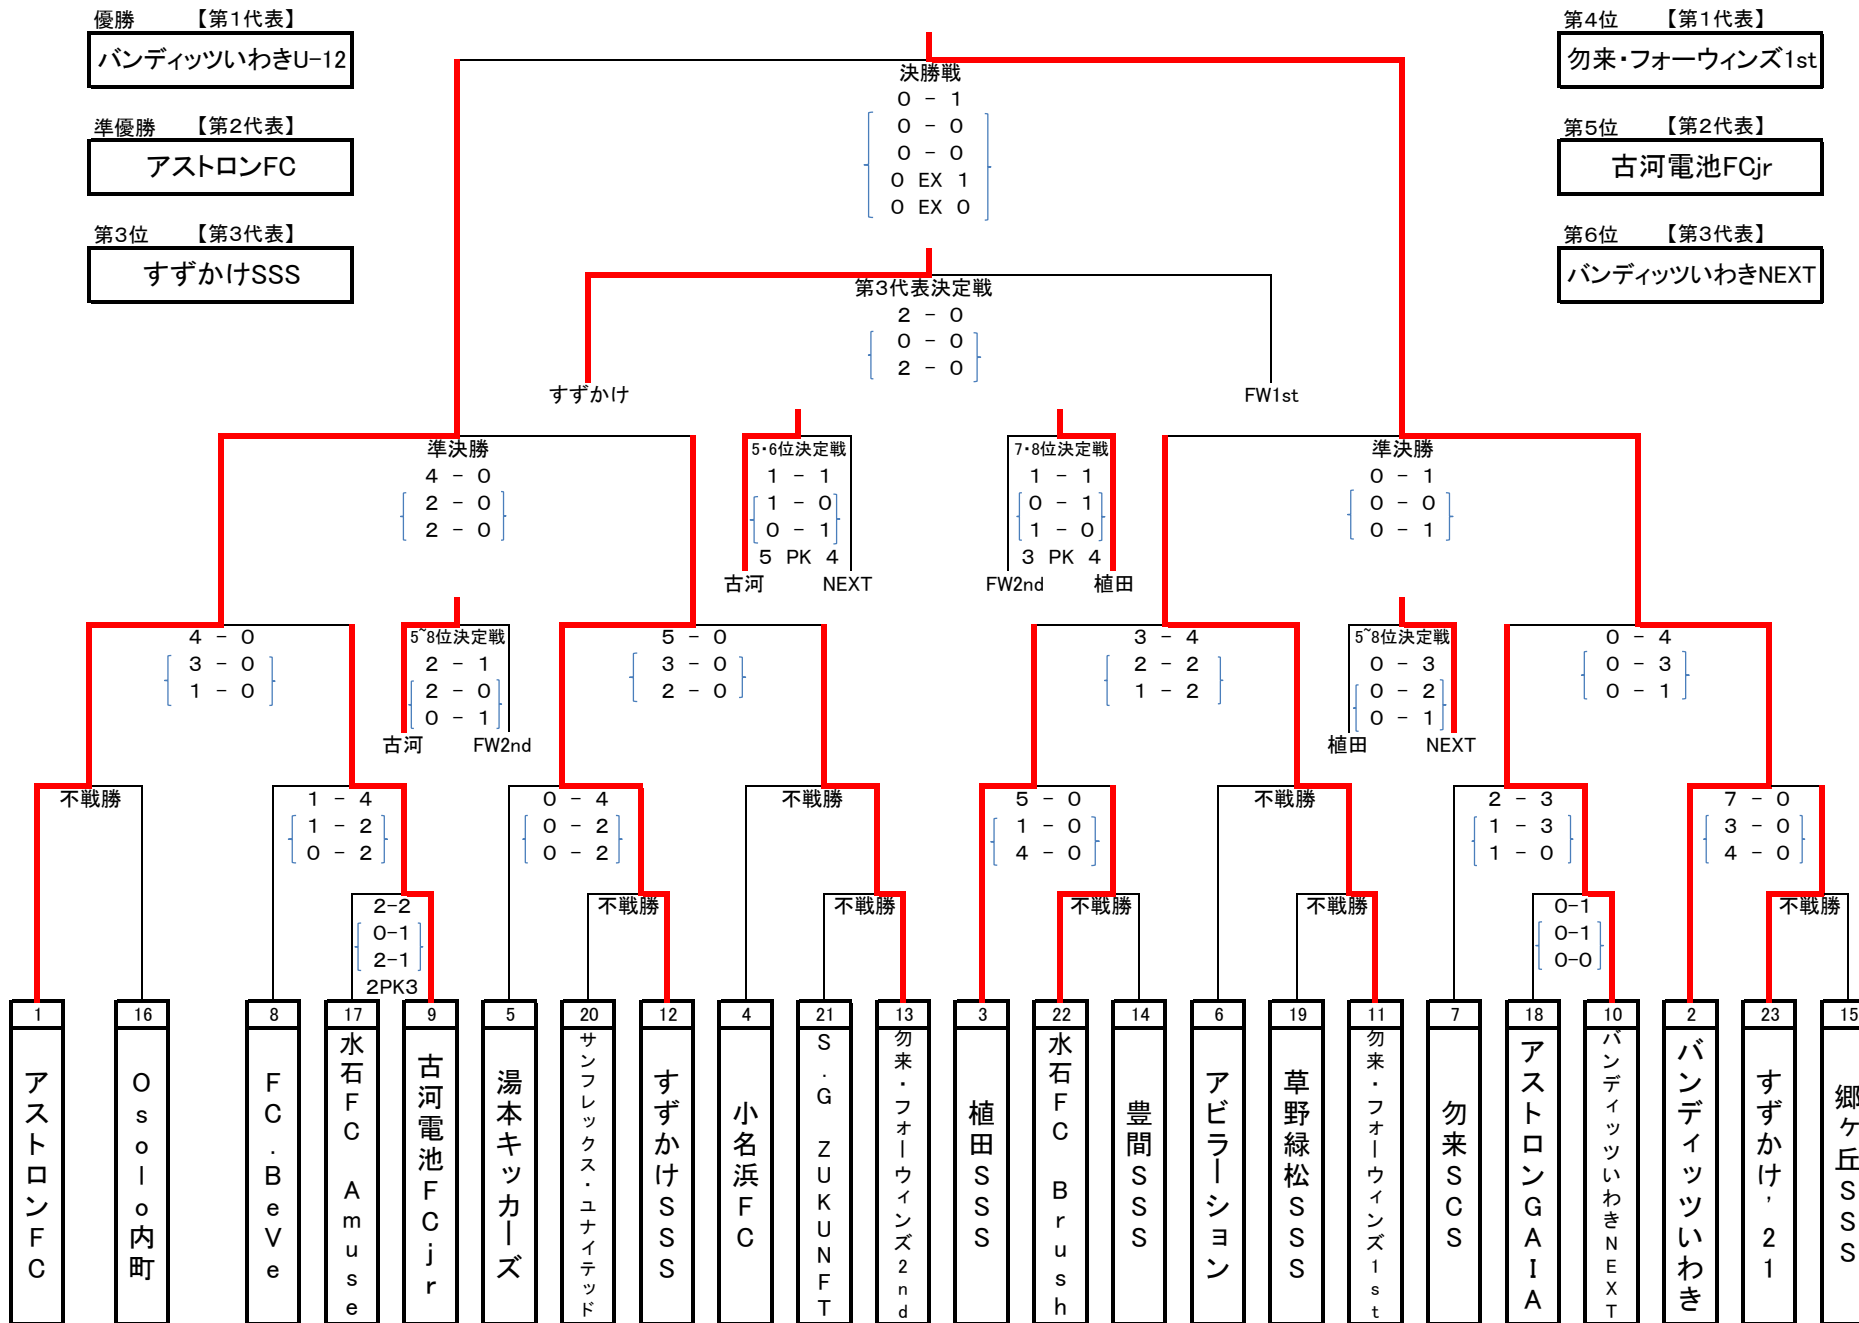 優勝 【第1代表】
バンディッツいわきU-12
準優勝 【第2代表】
アストロンFC
第3位 【第3代表】
すずかけSSS
第4位 【第1代表】
勿来・フォーウィンズ1st
第5位 【第2代表】
古河電池FCjr
第6位 【第3代表】
バンディッツいわきNEXT
決勝戦
0 - 1
0 - 0
0 - 0
0 EX 1
0 EX 0
第3代表決定戦
2 - 0
0 - 0
2 - 0
すずかけ
FW1st
準決勝
4 - 0
2 - 0
2 - 0
5・6位決定戦
1 - 1
1 - 0
0 - 1
5 PK 4
古河 NEXT
7・8位決定戦
1 - 1
0 - 1
1 - 0
3 PK 4
FW2nd 植田
準決勝
0 - 1
0 - 0
0 - 1
4 - 0
3 - 0
1 - 0
5~8位決定戦
2 - 1
2 - 0
0 - 1
古河 FW2nd
5 - 0
3 - 0
2 - 0
3 - 4
2 - 2
1 - 2
5~8位決定戦
0 - 3
0 - 2
0 - 1
植田 NEXT
0 - 4
0 - 3
0 - 1
不戦勝
1 - 4
1 - 2
0 - 2
0 - 4
0 - 2
0 - 2
不戦勝
5 - 0
1 - 0
4 - 0
不戦勝
2 - 3
1 - 3
1 - 0
7 - 0
3 - 0
4 - 0
2-2
0-1
2-1
2PK3
不戦勝
不戦勝
不戦勝
不戦勝
0-1
0-1
0-0
不戦勝
1
アストロンFC
16
Osolo内町
8
FC.BeVe
17
水石FC Amuse
9
古河電池FCjr
5
湯本キッカーズ
20
サンフレックス・ユナイテッド
12
すずかけSSS
4
小名浜FC
21
S.G ZUKUNFT
13
勿来・フォーウィンズ2nd
3
植田SSS
22
水石FC Brush
14
豊間SSS
6
アビラーション
19
草野緑松SSS
11
勿来・フォーウィンズ1st
7
勿来SCS
18
アストロンGAIA
10
バンディッツいわきNEXT
2
バンディッツいわき
23
すずかけ’21
15
郷ケ丘SSS